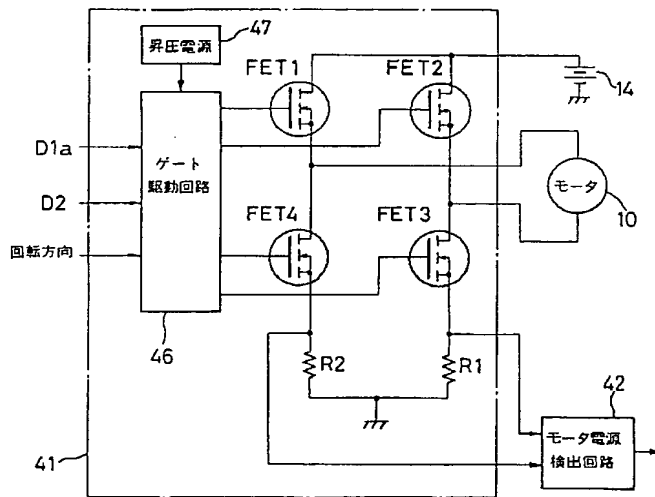 昇圧電源
47
FET1
FET2
14
D1a
ゲート
駆動回路
モータ
D2
10
FET4
FET3
回転方向
46
R2
R1
42
41
モータ電源
検出回路